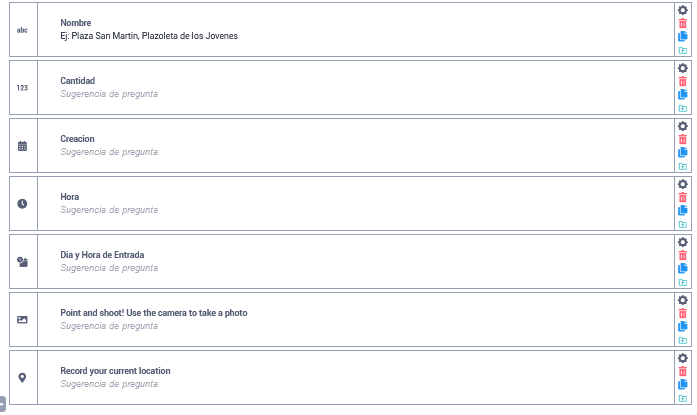 abc
Nombre
Ej: Plaza San Martin, Plazoleta de los Jovenes
123
Cantidad
Sugerencia de pregunta
Creacion
Sugerencia de pregunta
Hora
Sugerencia de pregunta
Dia y Hora de Entrada
Sugerencia de pregunta
Point and shoot! Use the camera to take a photo
Sugerencia de pregunta
Record your current location
Sugerencia de pregunta